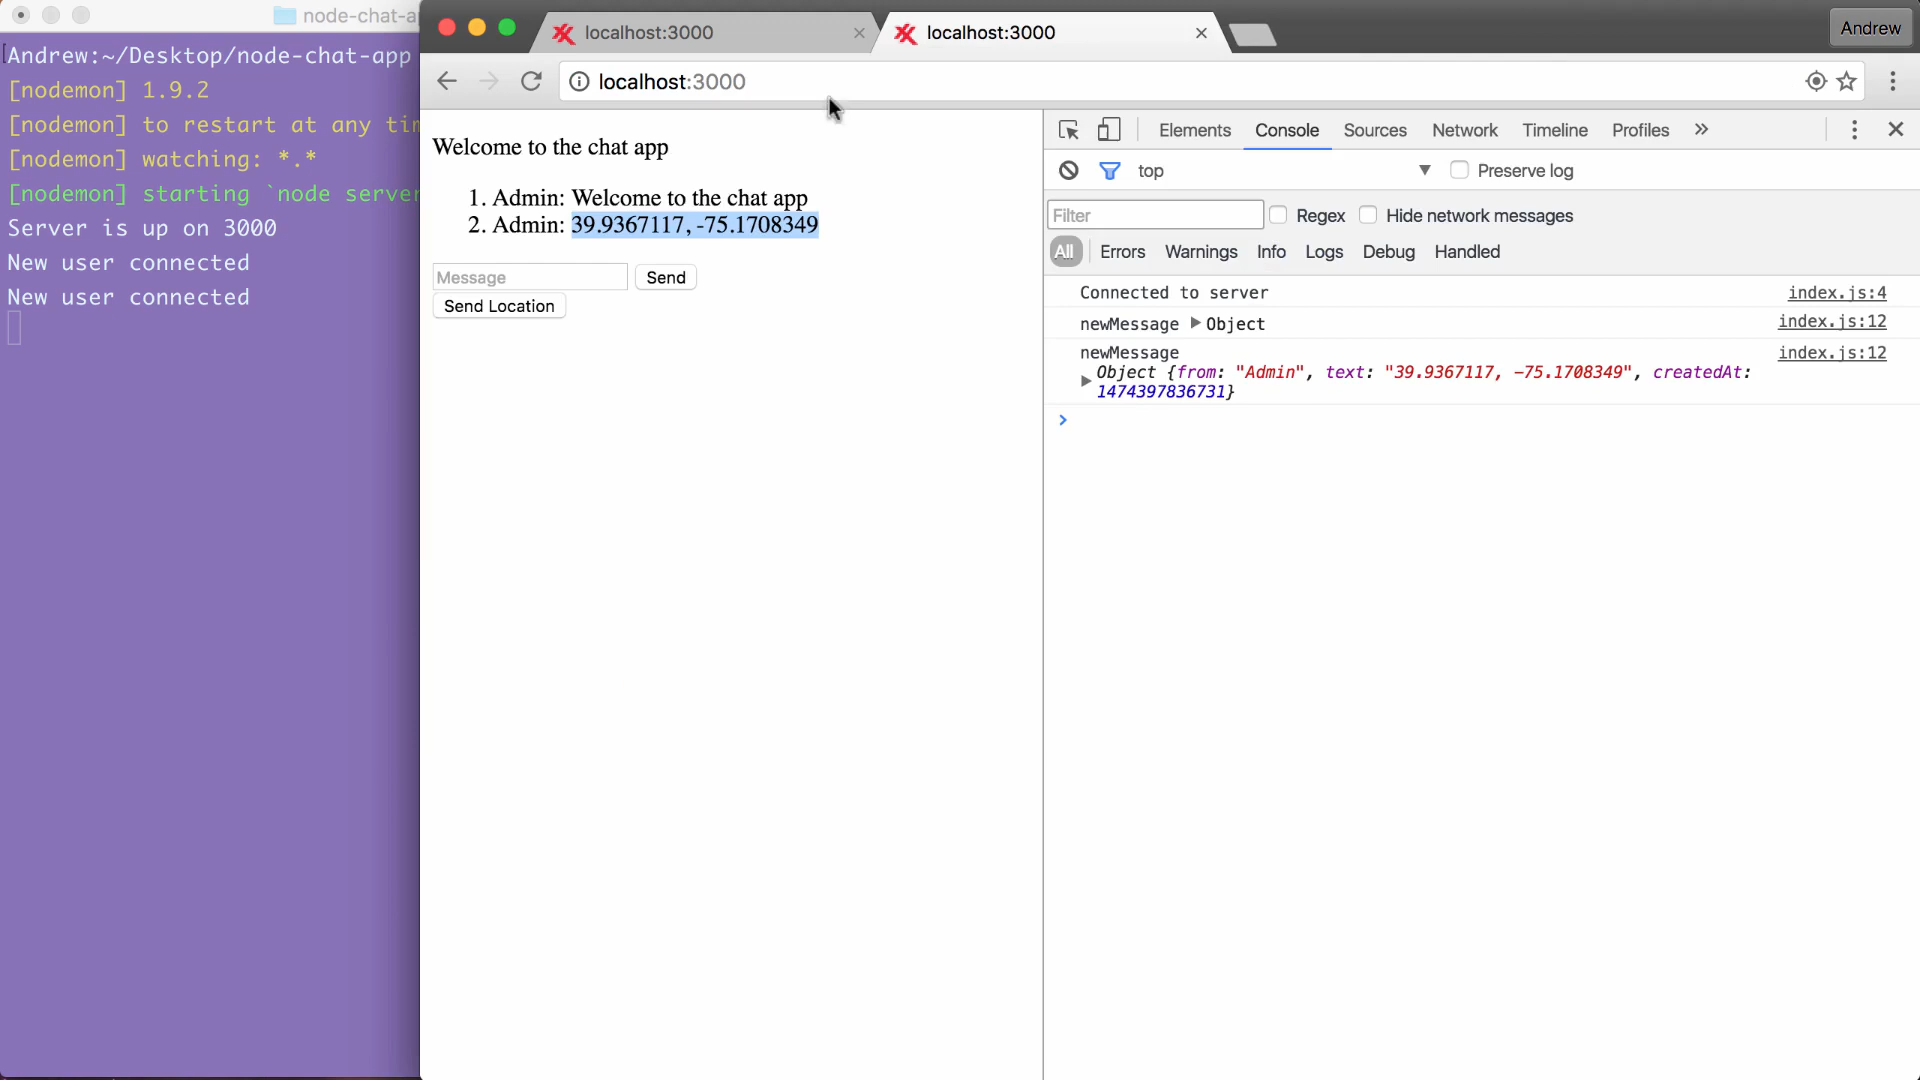 node-chat-a
Andrew:~/Desktop/node-chat-app
[nodemon] 1.9.2
[nodemon] to restart at any tim
[nodemon] watching: *.*
[nodemon] starting `node server
Server is up on 3000
New user connected
New user connected
localhost:3000
localhost:3000
Andrew
localhost:3000
Welcome to the chat app
1. Admin: Welcome to the chat app
2. Admin: 39.9367117, -75.1708349
Message Send
Send Location
Elements Console Sources Network Timeline Profiles »
top Preserve log
Filter Regex Hide network messages
All Errors Warnings Info Logs Debug Handled
Connected to server index.js:4
newMessage Object index.js:12
newMessage index.js:12
Object {from: "Admin", text: "39.9367117, -75.1708349", createdAt:
1474397836731}